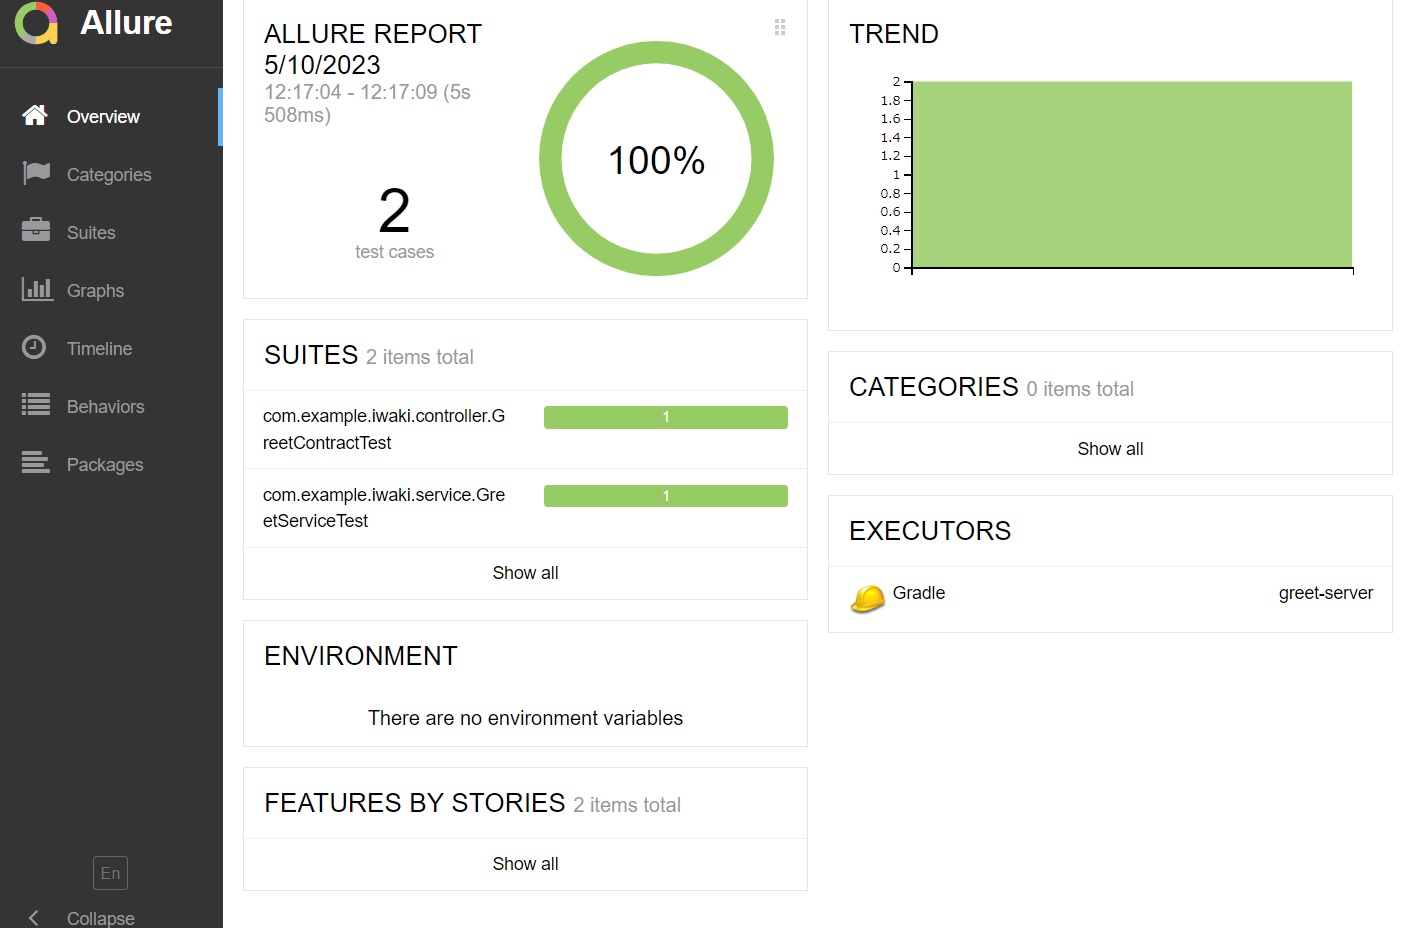 Allure
Overview
Categories
Suites
Graphs
Timeline
Behaviors
Packages
En
Collapse
ALLURE REPORT
5/10/2023
12:17:04 - 12:17:09 (5s
508ms)
2
test cases
100%
SUITES 2 items total
com.example.iwaki.controller.G
reetContractTest
1
com.example.iwaki.service.Gre
etServiceTest
1
Show all
ENVIRONMENT
There are no environment variables
FEATURES BY STORIES 2 items total
Show all
TREND
2
1.8
1.6
1.4
1.2
1
0.8
0.6
0.4
0.2
0
CATEGORIES 0 items total
Show all
EXECUTORS
Gradle greet-server